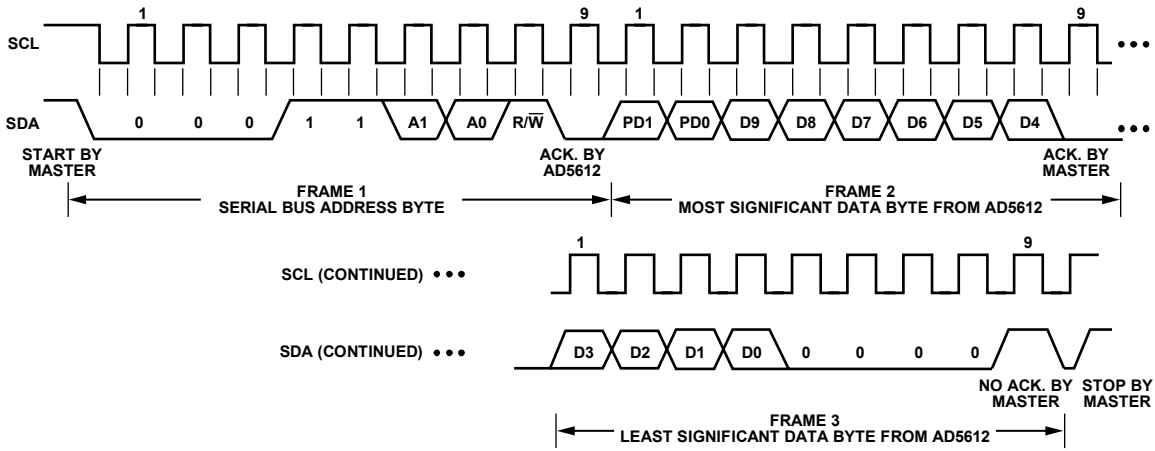 1 9 1 9
SCL
SDA 0 0 0 1 1 A1 A0 R/W̅ PD1 PD0 D9 D8 D7 D6 D5 D4
START BY
MASTER
ACK. BY
AD5612
ACK. BY
MASTER
FRAME 1
SERIAL BUS ADDRESS BYTE
FRAME 2
MOST SIGNIFICANT DATA BYTE FROM AD5612
1 9
SCL (CONTINUED)
SDA (CONTINUED) D3 D2 D1 D0 0 0 0 0
NO ACK. BY
MASTER
STOP BY
MASTER
FRAME 3
LEAST SIGNIFICANT DATA BYTE FROM AD5612